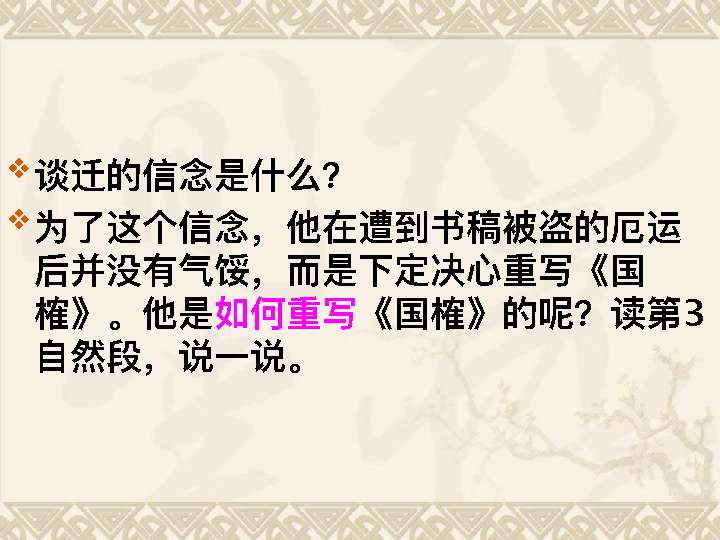 谈迁的信念是什么？
为了这个信念，他在遭到书稿被盗的厄运
后并没有气馁，而是下定决心重写《国
榷》。他是如何重写《国榷》的呢？读第3
自然段，说一说。